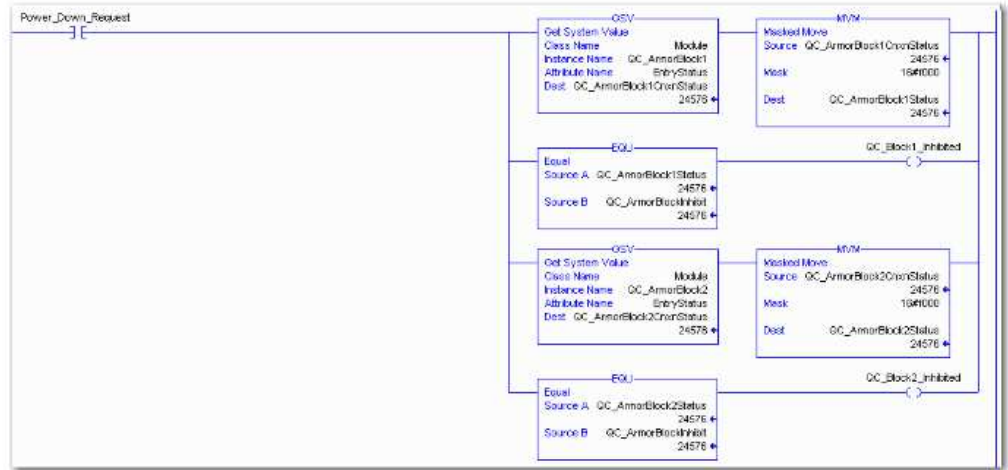 Power_Down_Request
GSV
Get System Value
Class Name Module
Instance Name QC_ArmorBlock1
Attribute Name EntryStatus
Dest QC_ArmorBlock1CnxnStatus
24576
MVM
Masked Move
Source QC_ArmorBlock1CnxnStatus
24576
Mask 16#f000
Dest QC_ArmorBlock1Status
24576
EQU
Equal
Source A QC_ArmorBlock1Status
24576
Source B QC_ArmorBlockInhibit
24576
QC_Block1_Inhibited
GSV
Get System Value
Class Name Module
Instance Name QC_ArmorBlock2
Attribute Name EntryStatus
Dest QC_ArmorBlock2CnxnStatus
24576
MVM
Masked Move
Source QC_ArmorBlock2CnxnStatus
24576
Mask 16#f000
Dest QC_ArmorBlock2Status
24576
EQU
Equal
Source A QC_ArmorBlock2Status
24576
Source B QC_ArmorBlockInhibit
24576
QC_Block2_Inhibited